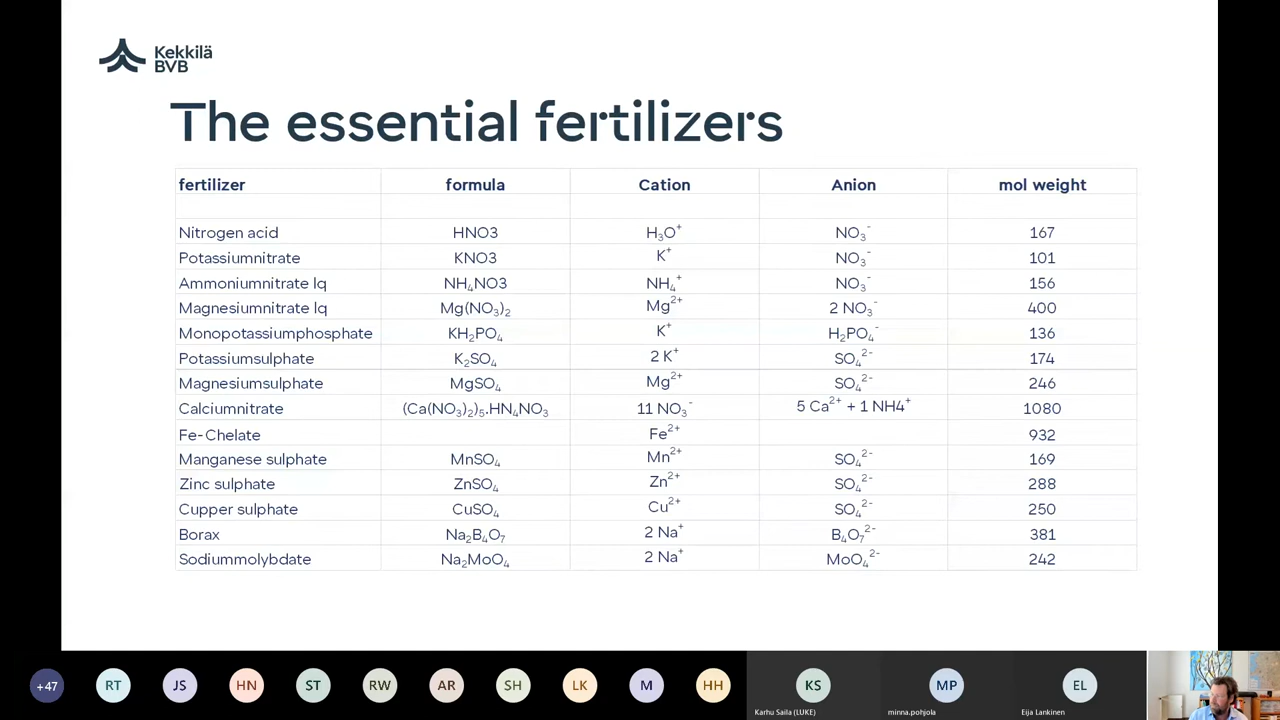 Kekkilä
BVB
The essential fertilizers
fertilizer formula Cation Anion mol weight
Nitrogen acid HNO3 H₃O⁺ NO₃⁻ 167
Potassiumnitrate KNO3 K⁺ NO₃⁻ 101
Ammoniumnitrate lq NH₄NO3 NH₄⁺ NO₃⁻ 156
Magnesiumnitrate lq Mg(NO₃)₂ Mg²⁺ 2 NO₃⁻ 400
Monopotassiumphosphate KH₂PO₄ K⁺ H₂PO₄⁻ 136
Potassiumsulphate K₂SO₄ 2 K⁺ SO₄²⁻ 174
Magnesiumsulphate MgSO₄ Mg²⁺ SO₄²⁻ 246
Calciumnitrate (Ca(NO₃)₂)₅.HN₄NO₃ 11 NO₃⁻ 5 Ca²⁺ + 1 NH4⁺ 1080
Fe-Chelate Fe²⁺ 932
Manganese sulphate MnSO₄ Mn²⁺ SO₄²⁻ 169
Zinc sulphate ZnSO₄ Zn²⁺ SO₄²⁻ 288
Cupper sulphate CuSO₄ Cu²⁺ SO₄²⁻ 250
Borax Na₂B₄O₇ 2 Na⁺ B₄O₇²⁻ 381
Sodiummolybdate Na₂MoO₄ 2 Na⁺ MoO₄²⁻ 242
+47 RT JS HN ST RW AR SH LK M HH KS MP EL
Karhu Saila (LUKE) minna.pohjola Eija Lankinen